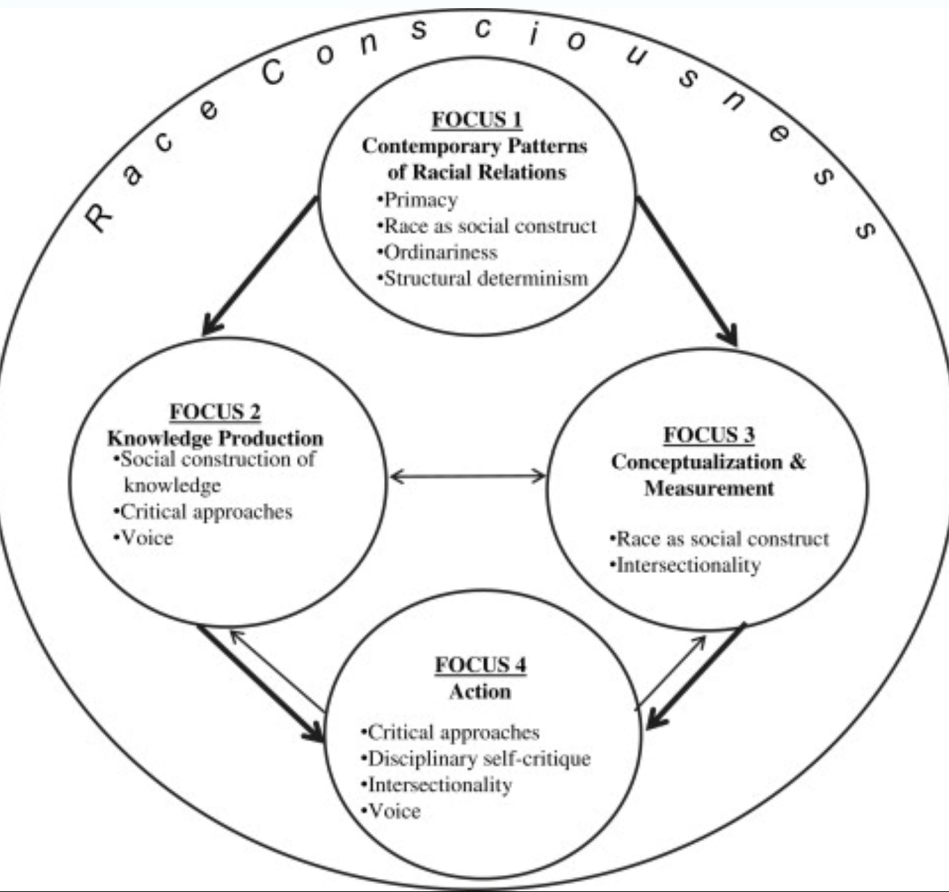 Race Consciousness
FOCUS 1
Contemporary Patterns
of Racial Relations
•Primacy
•Race as social construct
•Ordinariness
•Structural determinism
FOCUS 2
Knowledge Production
•Social construction of
knowledge
•Critical approaches
•Voice
FOCUS 3
Conceptualization &
Measurement
•Race as social construct
•Intersectionality
FOCUS 4
Action
•Critical approaches
•Disciplinary self-critique
•Intersectionality
•Voice